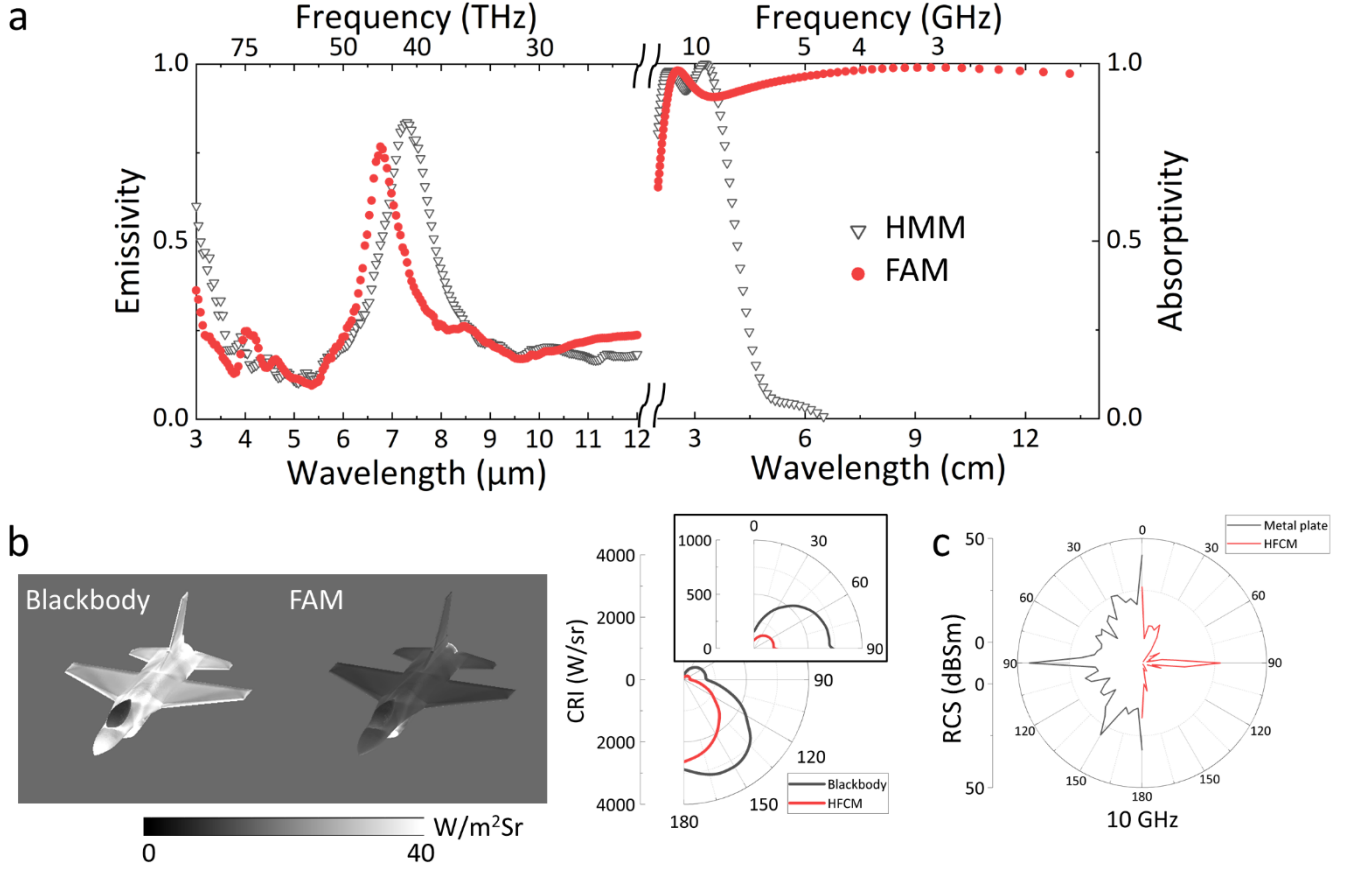 a
Frequency (THz)
Frequency (GHz)
75 50 40 30
10 5 4 3
1.0 0.5 0.0
Emissivity
1.0 0.5 0.0
Absorptivity
HMM
FAM
3 4 5 6 7 8 9 10 11 12
3 6 9 12
Wavelength (μm)
Wavelength (cm)
b
Blackbody
FAM
W/m²Sr
0 40
CRI (W/sr)
4000
2000
0
2000
4000
1000
500
0
0
30
60
90
90
120
150
180
Blackbody
HFCM
c
RCS (dBSm)
50
0
0
50
0
30 30
60 60
90 90
120 120
150 150
180
Metal plate
HFCM
10 GHz